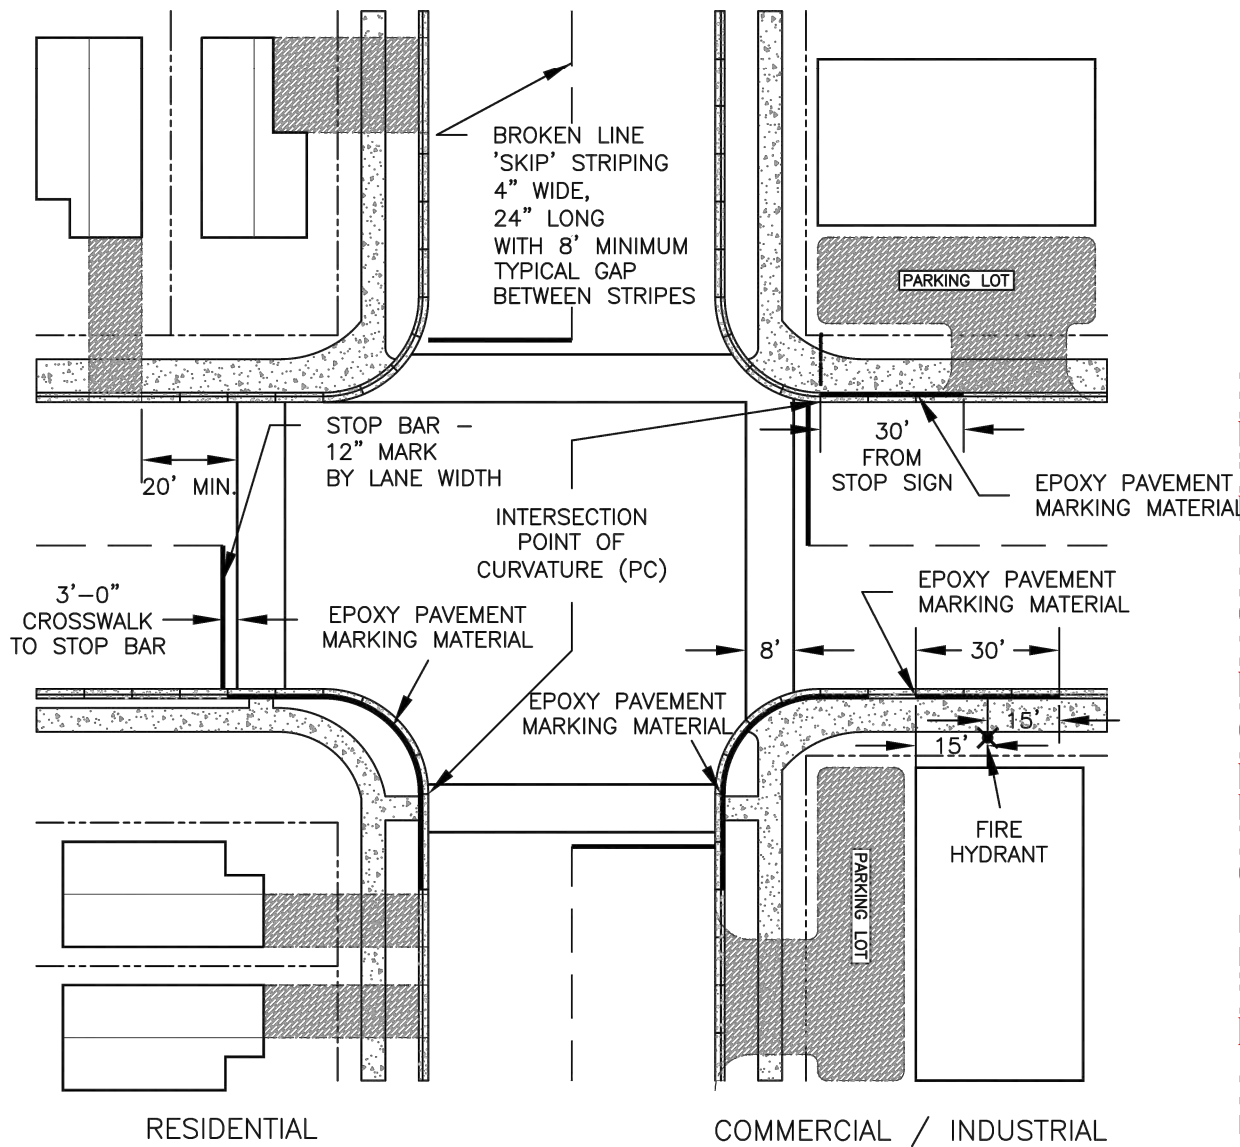 BROKEN LINE
'SKIP' STRIPING
4" WIDE,
24" LONG
WITH 8' MINIMUM
TYPICAL GAP
BETWEEN STRIPES
PARKING LOT
STOP BAR –
12" MARK
BY LANE WIDTH
20' MIN.
30'
FROM
STOP SIGN
EPOXY PAVEMENT
MARKING MATERIAL
INTERSECTION
POINT OF
CURVATURE (PC)
3'–0"
CROSSWALK
TO STOP BAR
EPOXY PAVEMENT
MARKING MATERIAL
EPOXY PAVEMENT
MARKING MATERIAL
8'
30'
EPOXY PAVEMENT
MARKING MATERIAL
15'
15'
FIRE
HYDRANT
PARKING LOT
RESIDENTIAL
COMMERCIAL / INDUSTRIAL